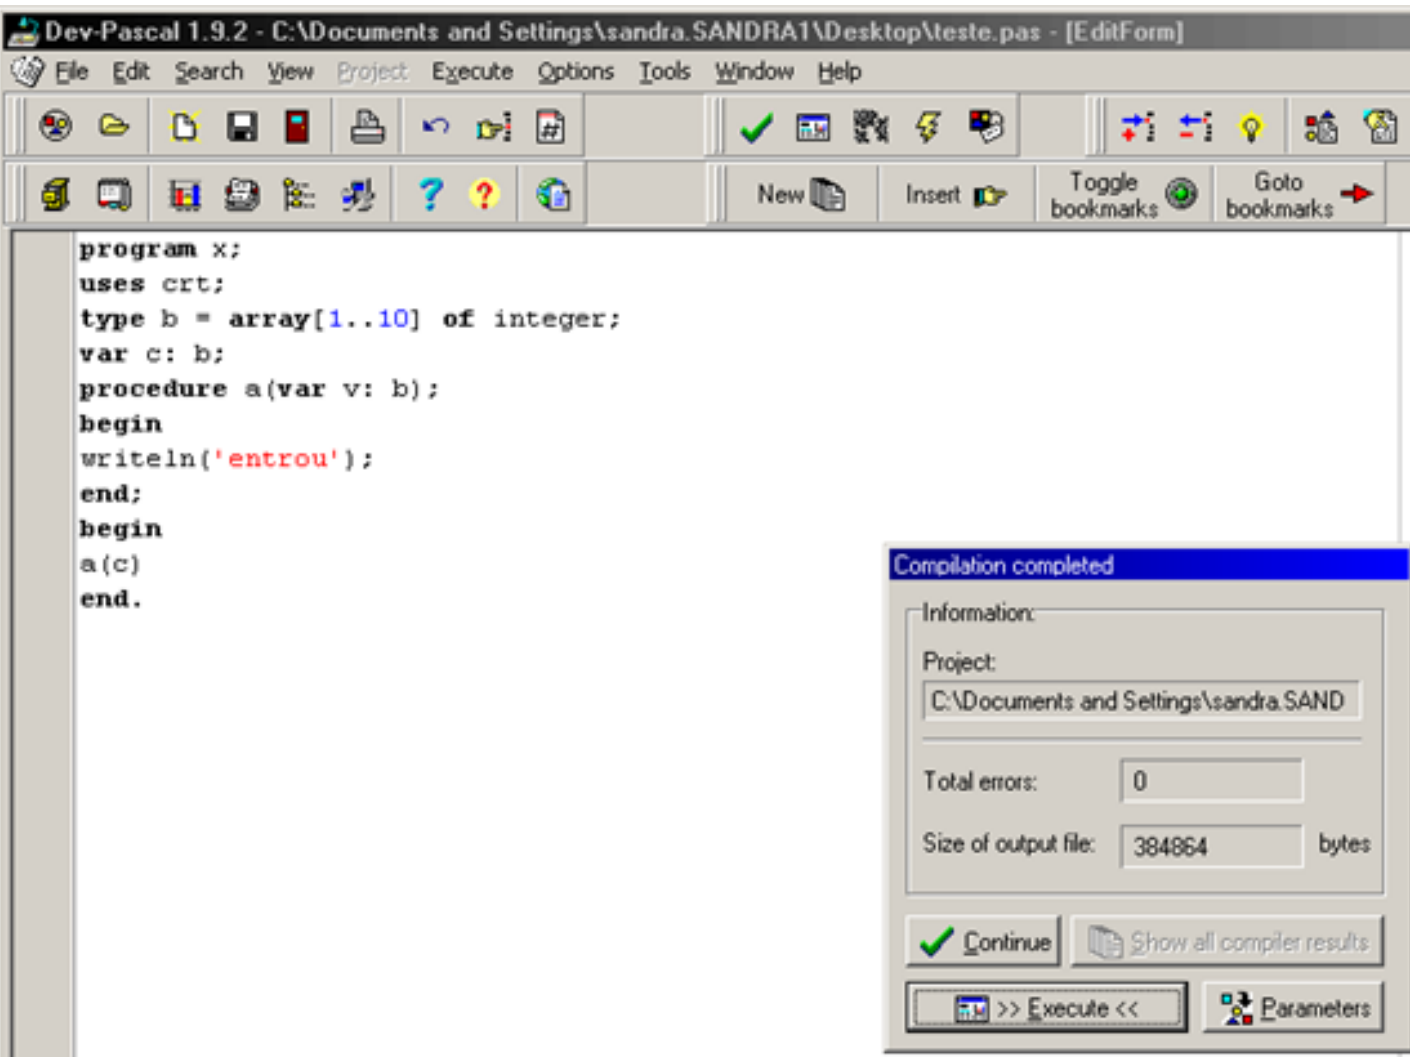 Dev-Pascal 1.9.2 - C:\Documents and Settings\sandra.SANDRA1\Desktop\teste.pas - [EditForm]
File Edit Search View Project Execute Options Tools Window Help
New Insert Toggle bookmarks Goto bookmarks
program x;
uses crt;
type b = array[1..10] of integer;
var c: b;
procedure a(var v: b);
begin
writeln('entrou');
end;
begin
a(c)
end.
Compilation completed
Information:
Project:
C:\Documents and Settings\sandra.SAND
Total errors: 0
Size of output file: 384864 bytes
Continue Show all compiler results
>> Execute << Parameters